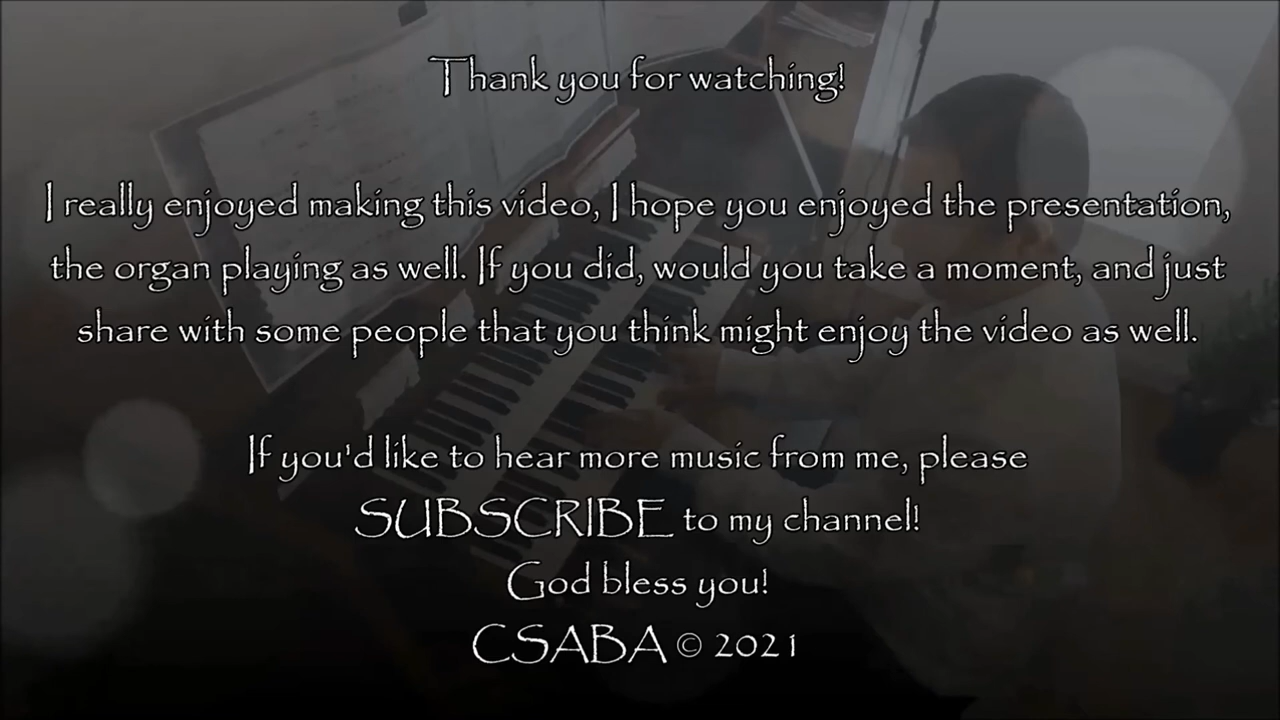 Thank you for watching!
I really enjoyed making this video, I hope you enjoyed the presentation,
the organ playing as well. If you did, would you take a moment, and just
share with some people that you think might enjoy the video as well.
If you'd like to hear more music from me, please
SUBSCRIBE to my channel!
God bless you!
CSABA © 2021